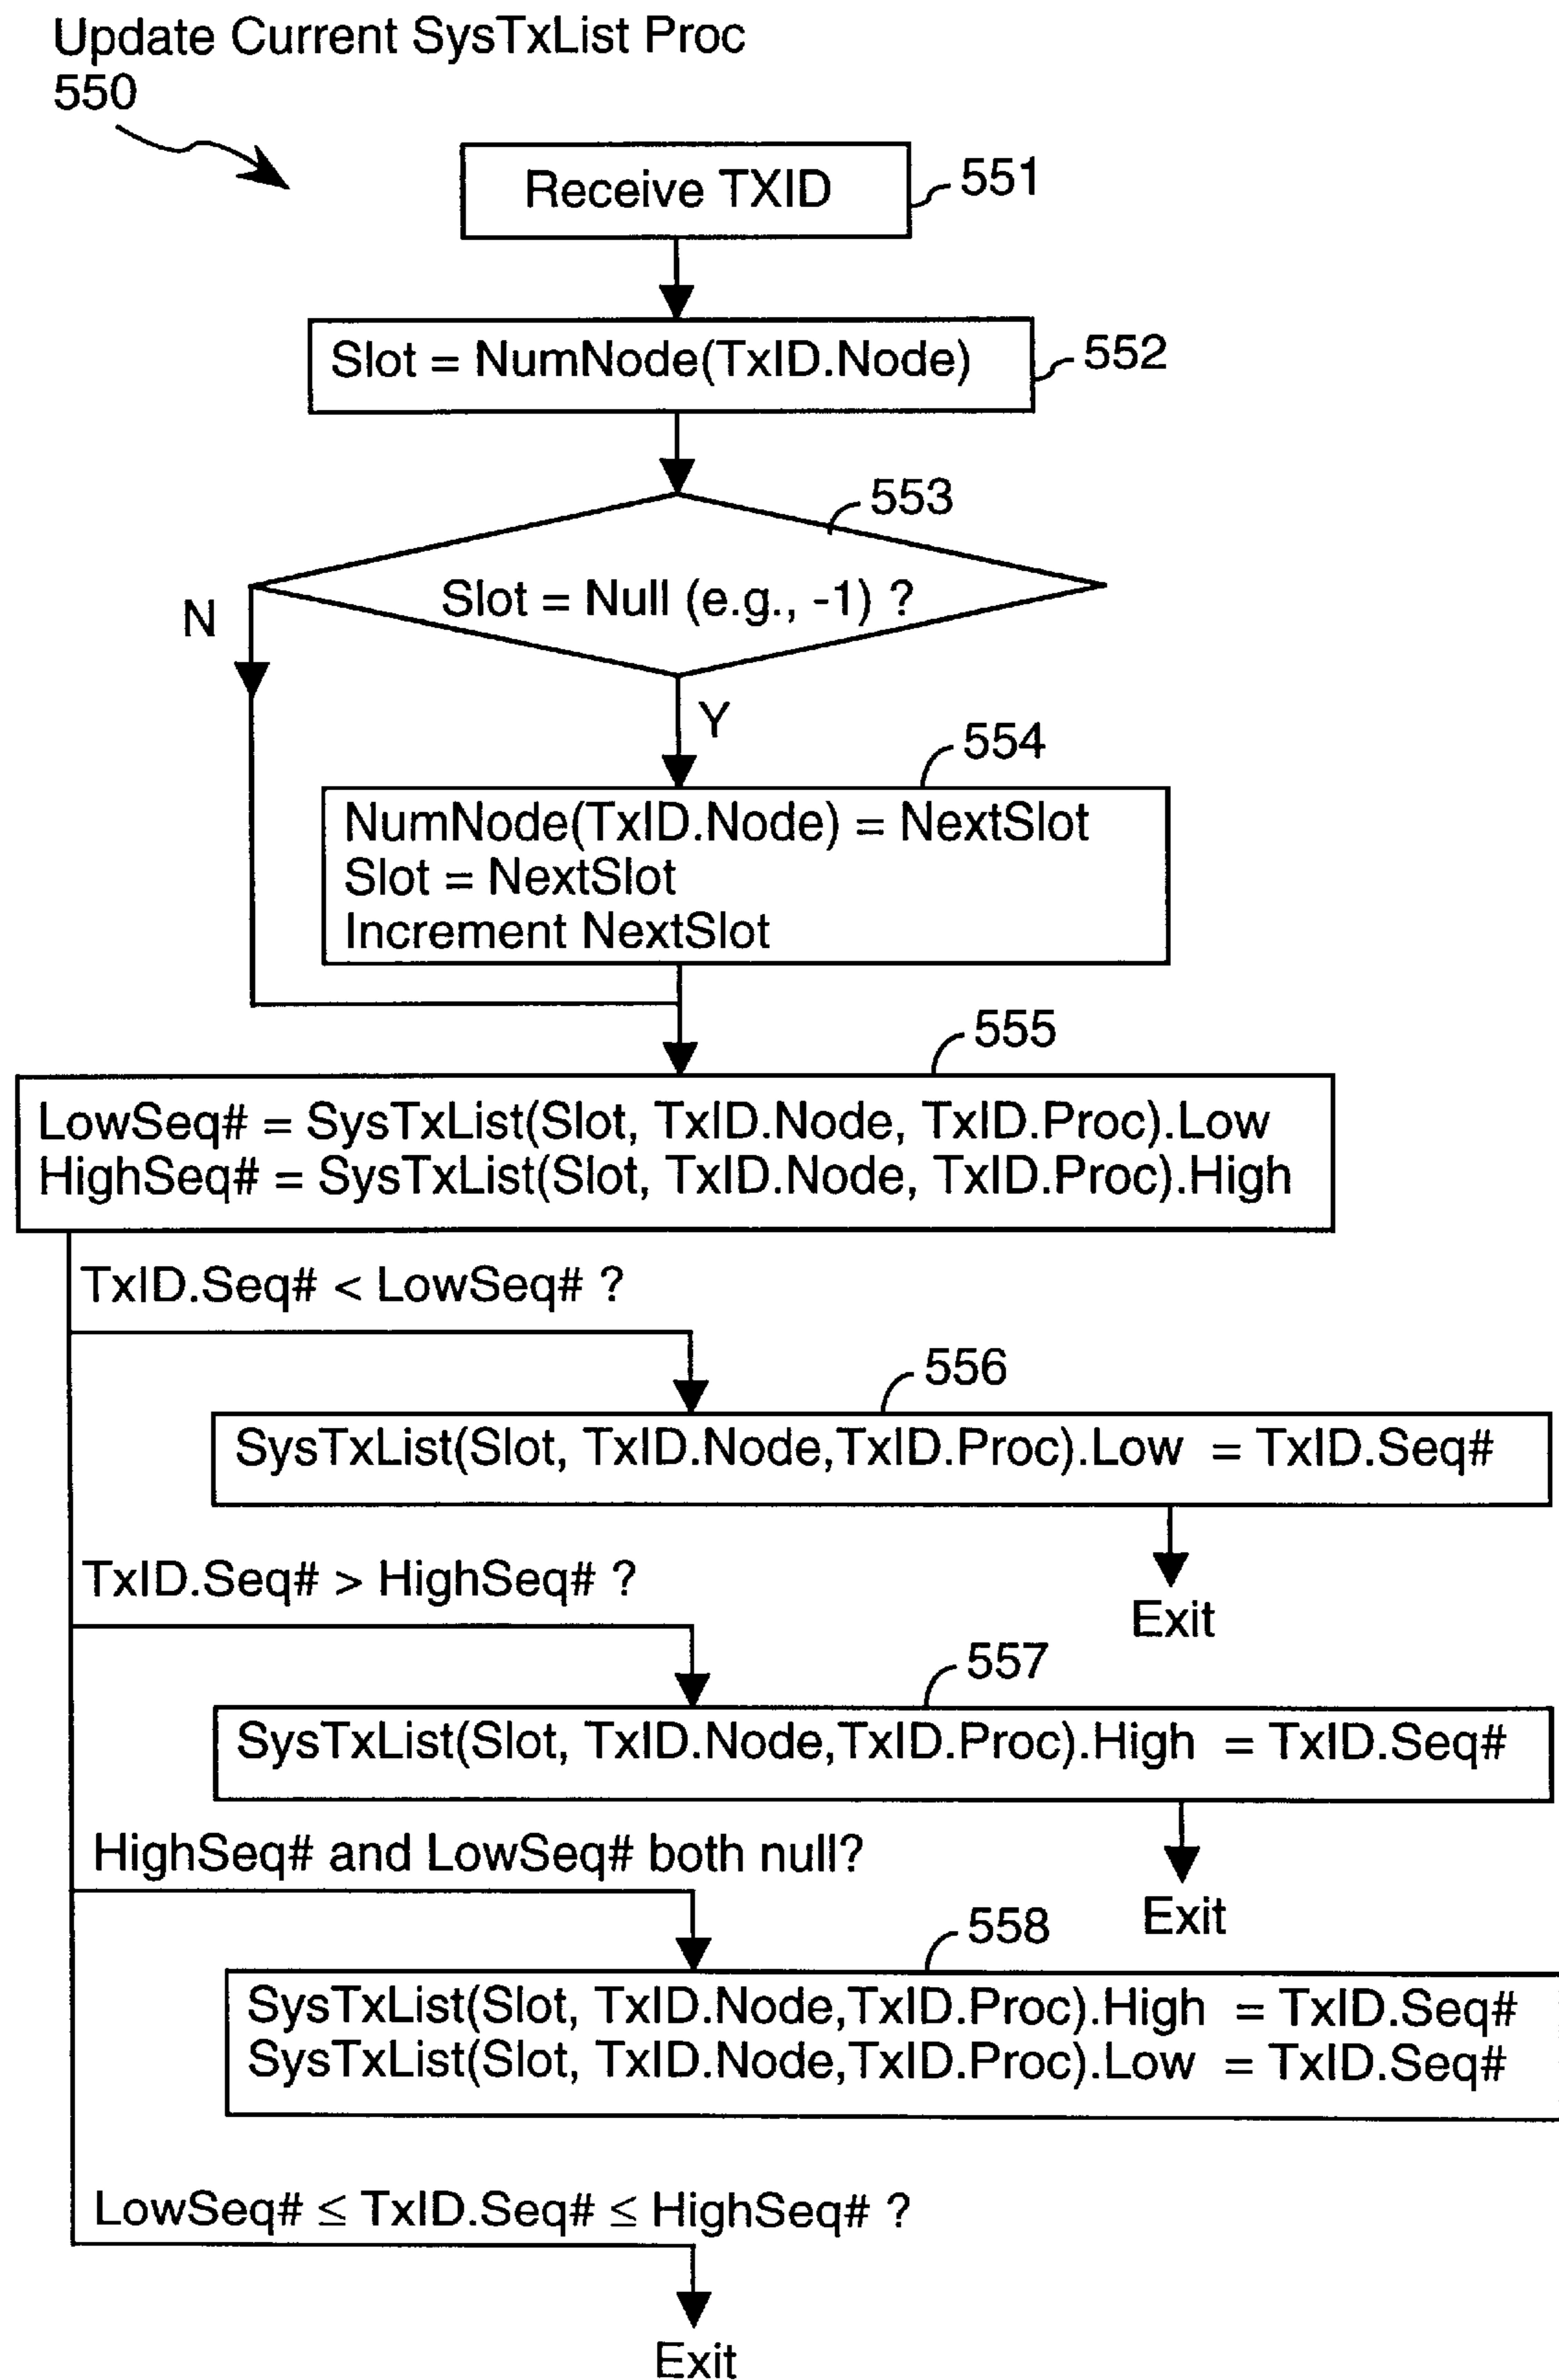 Update Current SysTxList Proc
550
Receive TXID
551
Slot = NumNode(TxID.Node)
552
553
Slot = Null (e.g., -1) ?
N
Y
554
NumNode(TxID.Node) = NextSlot
Slot = NextSlot
Increment NextSlot
555
LowSeq# = SysTxList(Slot, TxID.Node, TxID.Proc).Low
HighSeq# = SysTxList(Slot, TxID.Node, TxID.Proc).High
TxID.Seq# < LowSeq# ?
556
SysTxList(Slot, TxID.Node,TxID.Proc).Low = TxID.Seq#
Exit
TxID.Seq# > HighSeq# ?
557
SysTxList(Slot, TxID.Node,TxID.Proc).High = TxID.Seq#
Exit
HighSeq# and LowSeq# both null?
558
SysTxList(Slot, TxID.Node,TxID.Proc).High = TxID.Seq#
SysTxList(Slot, TxID.Node,TxID.Proc).Low = TxID.Seq#
LowSeq# ≤ TxID.Seq# ≤ HighSeq# ?
Exit